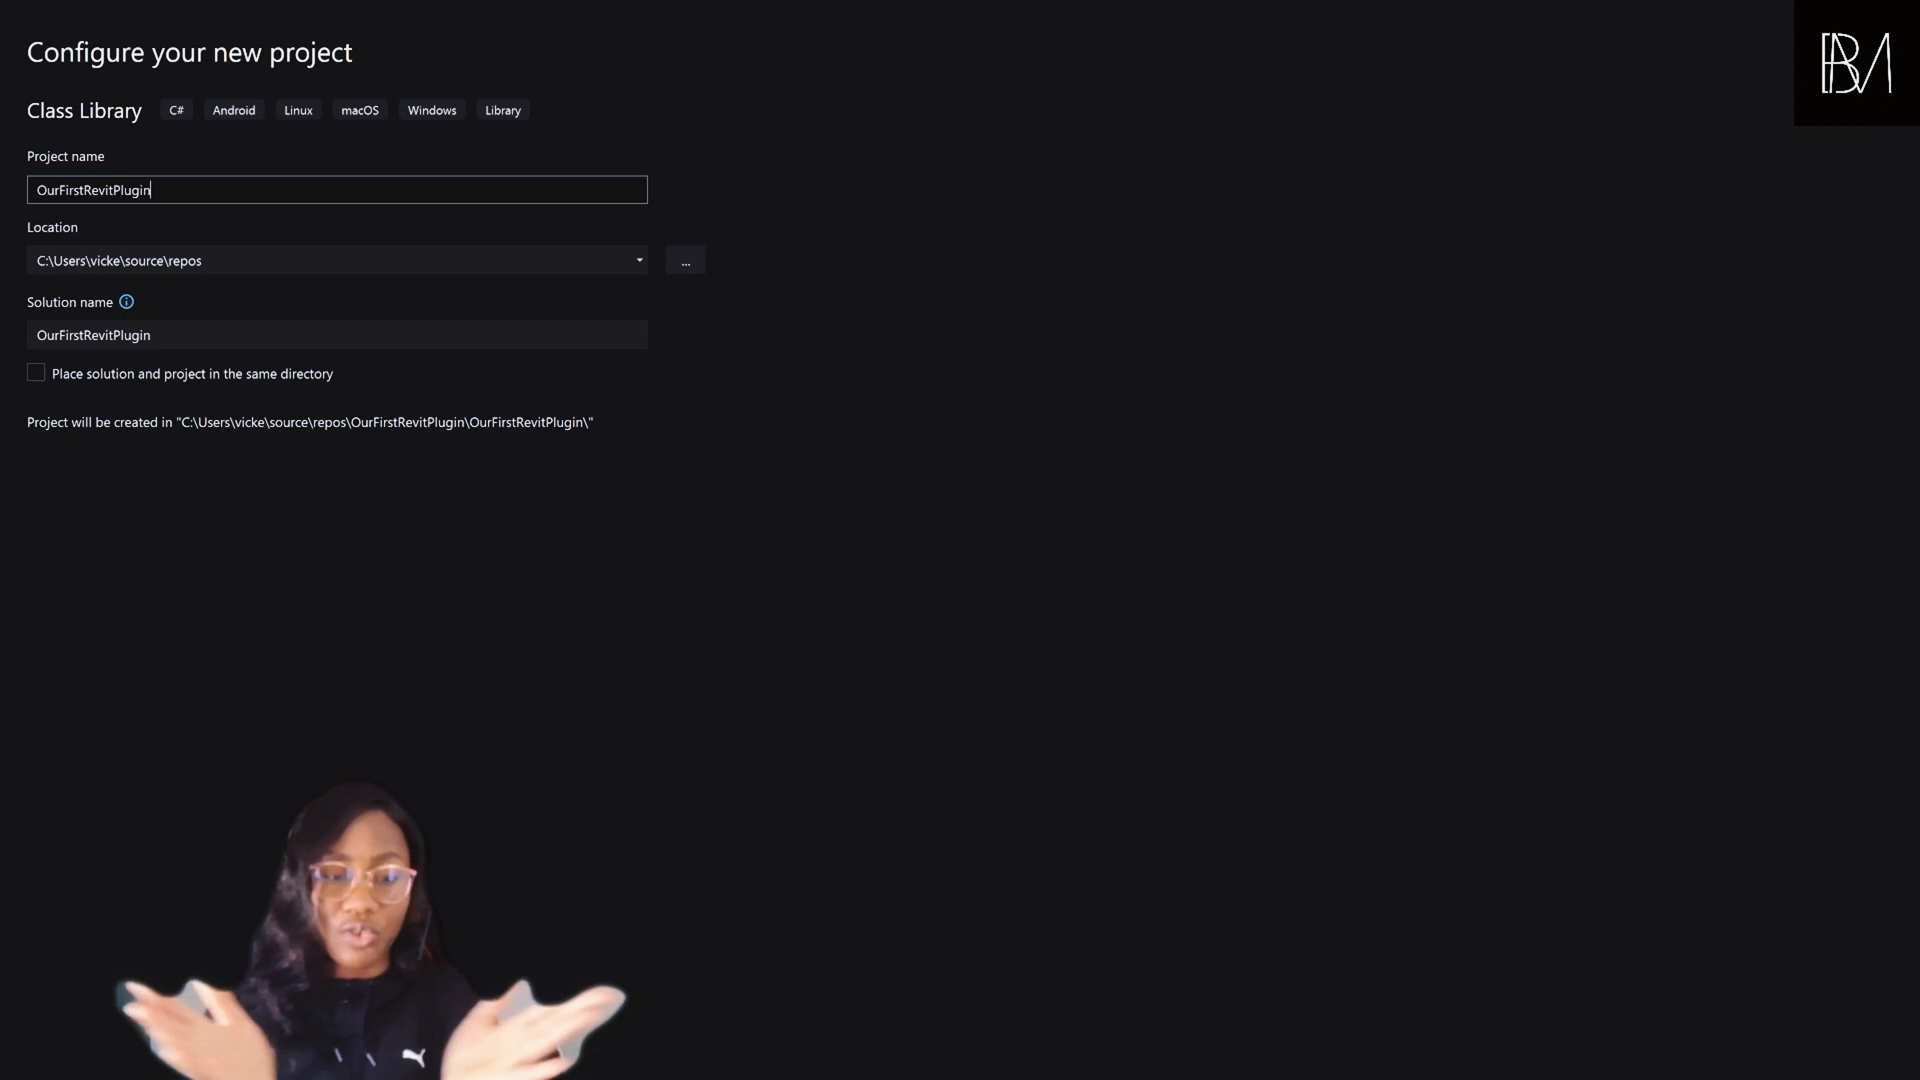 Configure your new project
Class Library C# Android Linux macOS Windows Library
Project name
OurFirstRevitPlugin
Location
C:\Users\vicke\source\repos
...
Solution name
OurFirstRevitPlugin
Place solution and project in the same directory
Project will be created in "C:\Users\vicke\source\repos\OurFirstRevitPlugin\OurFirstRevitPlugin\"